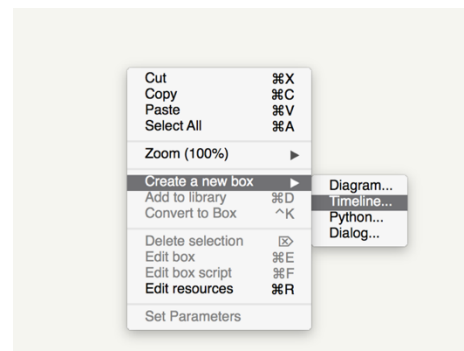 Cut ⌘X
Copy ⌘C
Paste ⌘V
Select All ⌘A
Zoom (100%) ▶
Create a new box ▶
Add to library ⌘D
Convert to Box ^K
Delete selection ⌦
Edit box ⌘E
Edit box script ⌘F
Edit resources ⌘R
Set Parameters
Diagram...
Timeline...
Python...
Dialog...